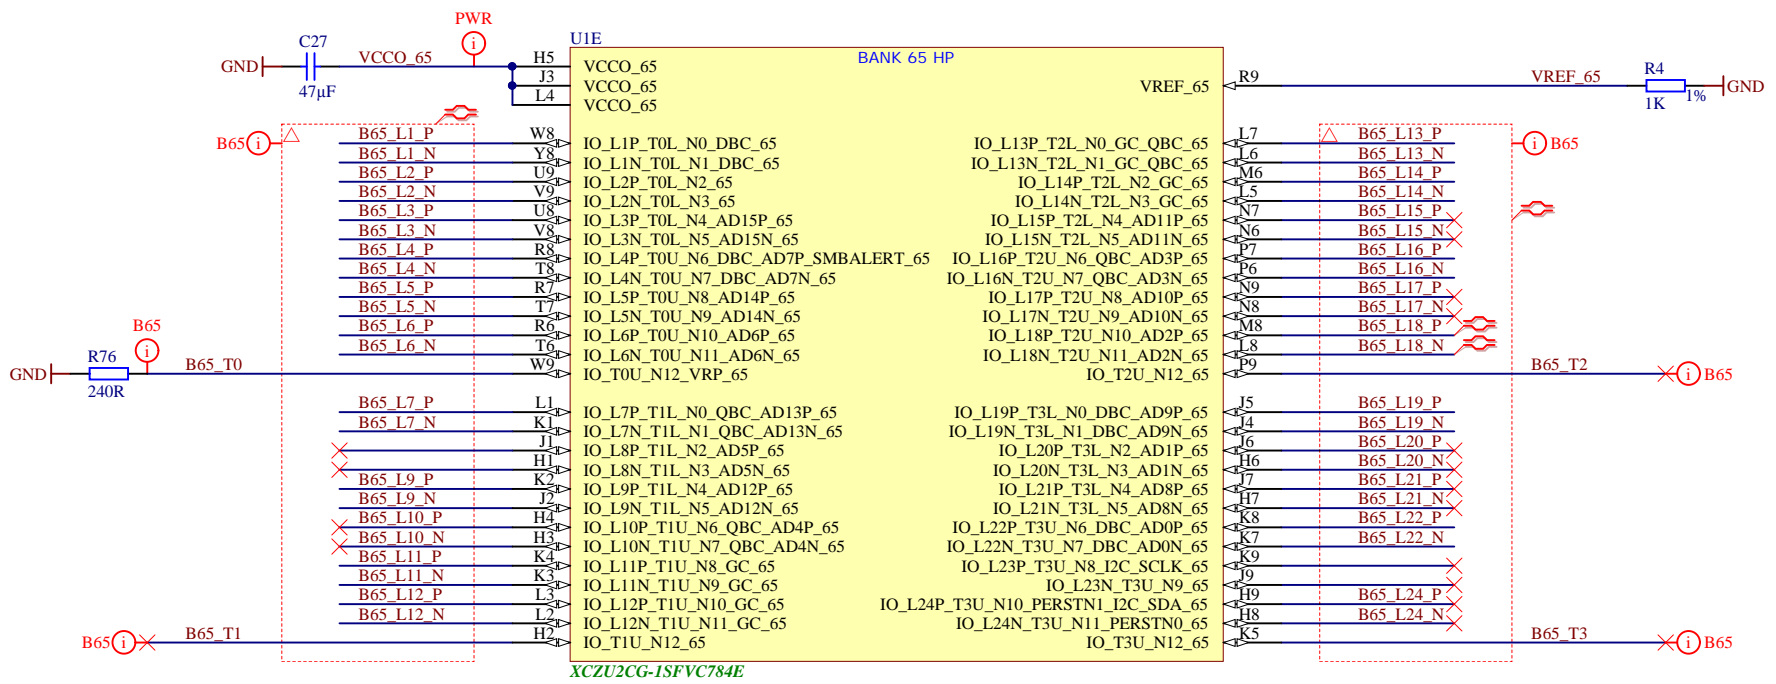 PWR
C27
U1E
GND VCCO_65 H5 VCCO_65 BANK 65 HP
47µF J3 VCCO_65 VREF_65 R9 VREF_65 R4 GND
L4 VCCO_65 1K 1%
B65 B65_L1_P W8 IO_L1P_T0L_N0_DBC_65 IO_L13P_T2L_N0_GC_QBC_65 L7 B65_L13_P B65
B65_L1_N Y8 IO_L1N_T0L_N1_DBC_65 IO_L13N_T2L_N1_GC_QBC_65 L6 B65_L13_N
B65_L2_P U9 IO_L2P_T0L_N2_65 IO_L14P_T2L_N2_GC_65 M6 B65_L14_P
B65_L2_N V9 IO_L2N_T0L_N3_65 IO_L14N_T2L_N3_GC_65 L5 B65_L14_N
B65_L3_P U8 IO_L3P_T0L_N4_AD15P_65 IO_L15P_T2L_N4_AD11P_65 N7 B65_L15_P
B65_L3_N V8 IO_L3N_T0L_N5_AD15N_65 IO_L15N_T2L_N5_AD11N_65 N6 B65_L15_N
B65_L4_P R8 IO_L4P_T0U_N6_DBC_AD7P_SMBALERT_65 IO_L16P_T2U_N6_QBC_AD3P_65 P7 B65_L16_P
B65_L4_N T8 IO_L4N_T0U_N7_DBC_AD7N_65 IO_L16N_T2U_N7_QBC_AD3N_65 P6 B65_L16_N
B65_L5_P R7 IO_L5P_T0U_N8_AD14P_65 IO_L17P_T2U_N8_AD10P_65 N9 B65_L17_P
B65_L5_N T7 IO_L5N_T0U_N9_AD14N_65 IO_L17N_T2U_N9_AD10N_65 N8 B65_L17_N
B65 B65_L6_P R6 IO_L6P_T0U_N10_AD6P_65 IO_L18P_T2U_N10_AD2P_65 M8 B65_L18_P
R76 B65_L6_N T6 IO_L6N_T0U_N11_AD6N_65 IO_L18N_T2U_N11_AD2N_65 L8 B65_L18_N
GND B65_T0 W9 IO_T0U_N12_VRP_65 IO_T2U_N12_65 P9 B65_T2 B65
240R
B65_L7_P L1 IO_L7P_T1L_N0_QBC_AD13P_65 IO_L19P_T3L_N0_DBC_AD9P_65 J5 B65_L19_P
B65_L7_N K1 IO_L7N_T1L_N1_QBC_AD13N_65 IO_L19N_T3L_N1_DBC_AD9N_65 J4 B65_L19_N
J1 IO_L8P_T1L_N2_AD5P_65 IO_L20P_T3L_N2_AD1P_65 J6 B65_L20_P
H1 IO_L8N_T1L_N3_AD5N_65 IO_L20N_T3L_N3_AD1N_65 H6 B65_L20_N
B65_L9_P K2 IO_L9P_T1L_N4_AD12P_65 IO_L21P_T3L_N4_AD8P_65 J7 B65_L21_P
B65_L9_N J2 IO_L9N_T1L_N5_AD12N_65 IO_L21N_T3L_N5_AD8N_65 H7 B65_L21_N
B65_L10_P H4 IO_L10P_T1U_N6_QBC_AD4P_65 IO_L22P_T3U_N6_DBC_AD0P_65 K8 B65_L22_P
B65_L10_N H3 IO_L10N_T1U_N7_QBC_AD4N_65 IO_L22N_T3U_N7_DBC_AD0N_65 K7 B65_L22_N
B65_L11_P K4 IO_L11P_T1U_N8_GC_65 IO_L23P_T3U_N8_I2C_SCLK_65 K9
B65_L11_N K3 IO_L11N_T1U_N9_GC_65 IO_L23N_T3U_N9_65 J9
B65_L12_P L3 IO_L12P_T1U_N10_GC_65 IO_L24P_T3U_N10_PERSTN1_I2C_SDA_65 H9 B65_L24_P
B65_L12_N L2 IO_L12N_T1U_N11_GC_65 IO_L24N_T3U_N11_PERSTN0_65 H8 B65_L24_N
B65 B65_T1 H2 IO_T1U_N12_65 IO_T3U_N12_65 K5 B65_T3 B65
XCZU2CG-1SFVC784E